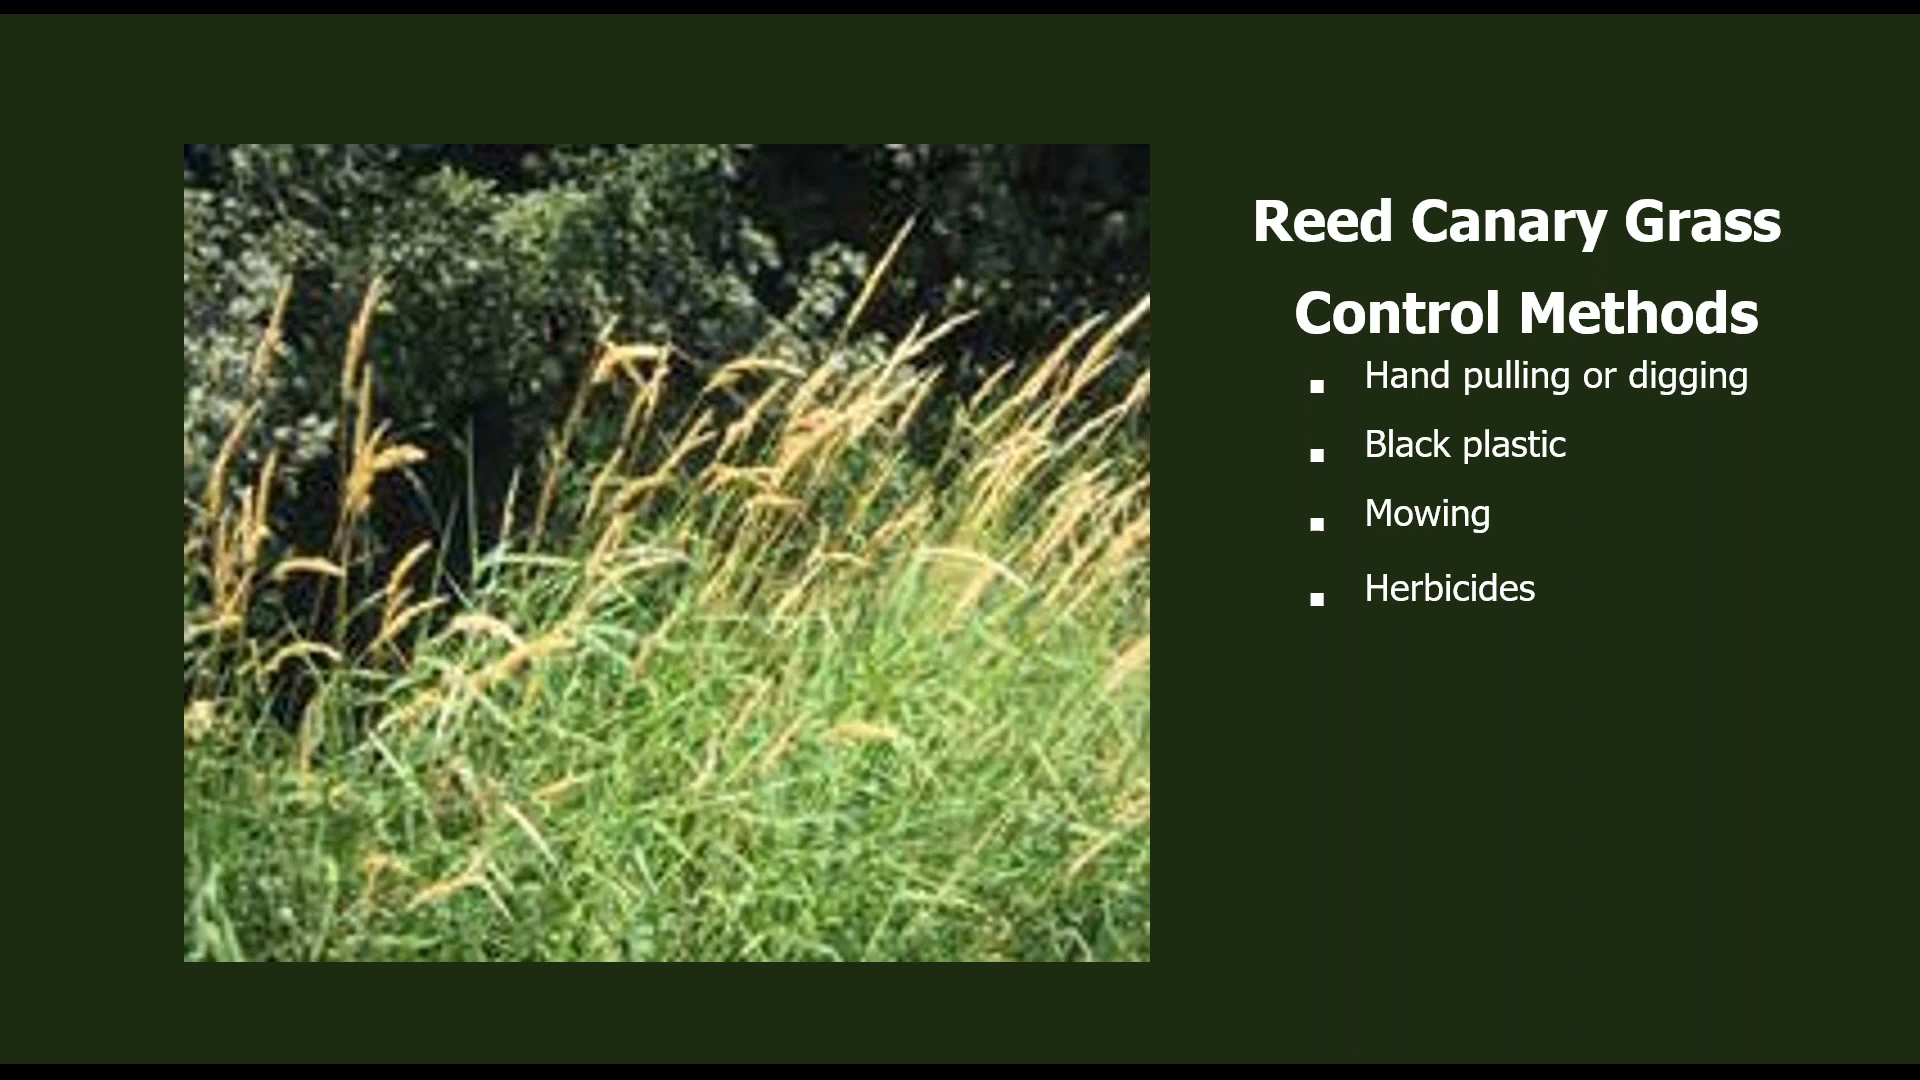 Reed Canary Grass
Control Methods
▪ Hand pulling or digging
▪ Black plastic
▪ Mowing
▪ Herbicides